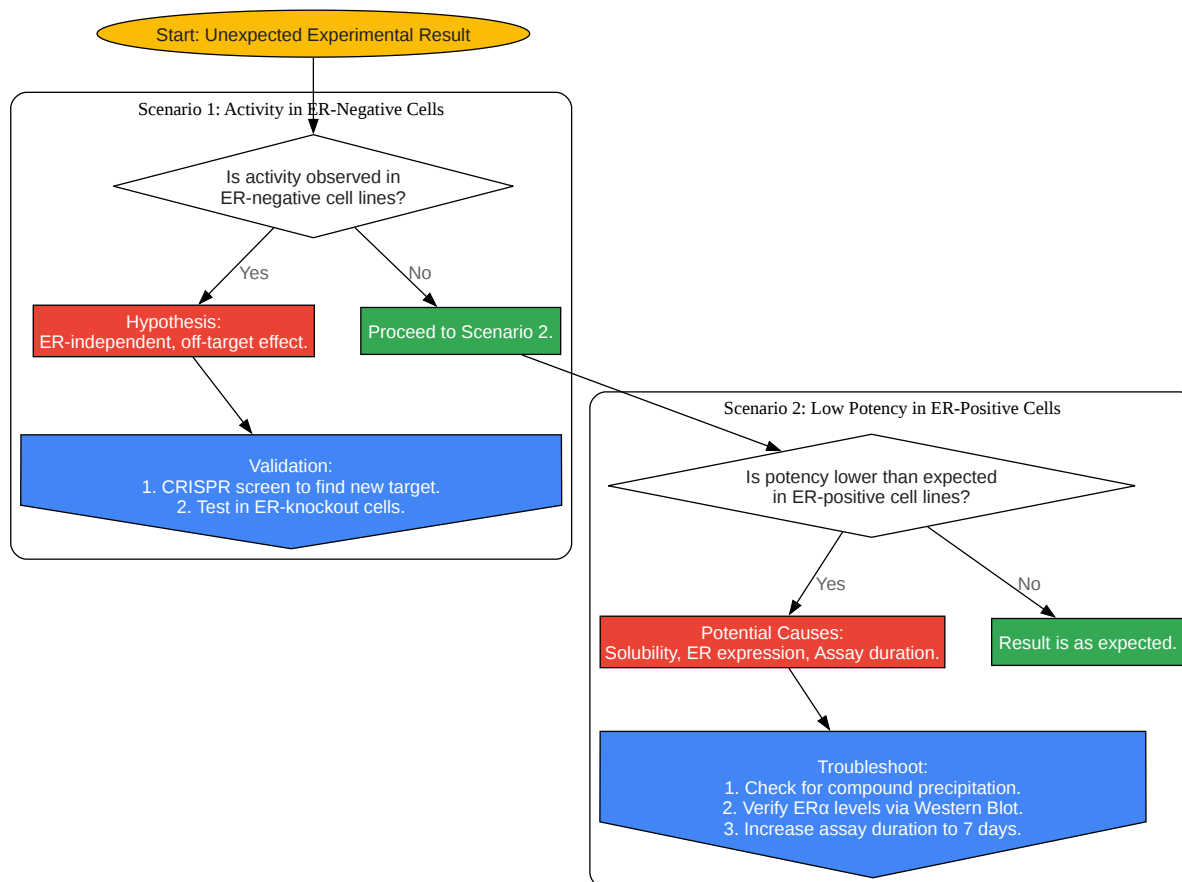 Start: Unexpected Experimental Result
Scenario 1: Activity in ER-Negative Cells
Is activity observed in
ER-negative cell lines?
Yes
No
Hypothesis:
ER-independent, off-target effect.
Proceed to Scenario 2.
Validation:
1. CRISPR screen to find new target.
2. Test in ER-knockout cells.
Scenario 2: Low Potency in ER-Positive Cells
Is potency lower than expected
in ER-positive cell lines?
Yes
No
Potential Causes:
Solubility, ER expression, Assay duration.
Result is as expected.
Troubleshoot:
1. Check for compound precipitation.
2. Verify ERα levels via Western Blot.
3. Increase assay duration to 7 days.